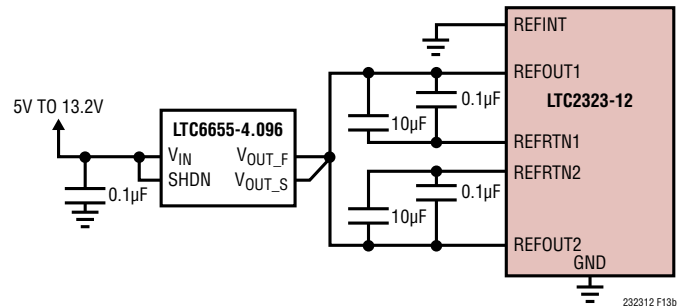 REFINT
REFOUT1
LTC2323-12
0.1µF
10µF
5V TO 13.2V
LTC6655-4.096
VIN VOUT_F
SHDN VOUT_S
0.1µF
REFRTN1
REFRTN2
0.1µF
10µF
REFOUT2
GND
232312 F13b